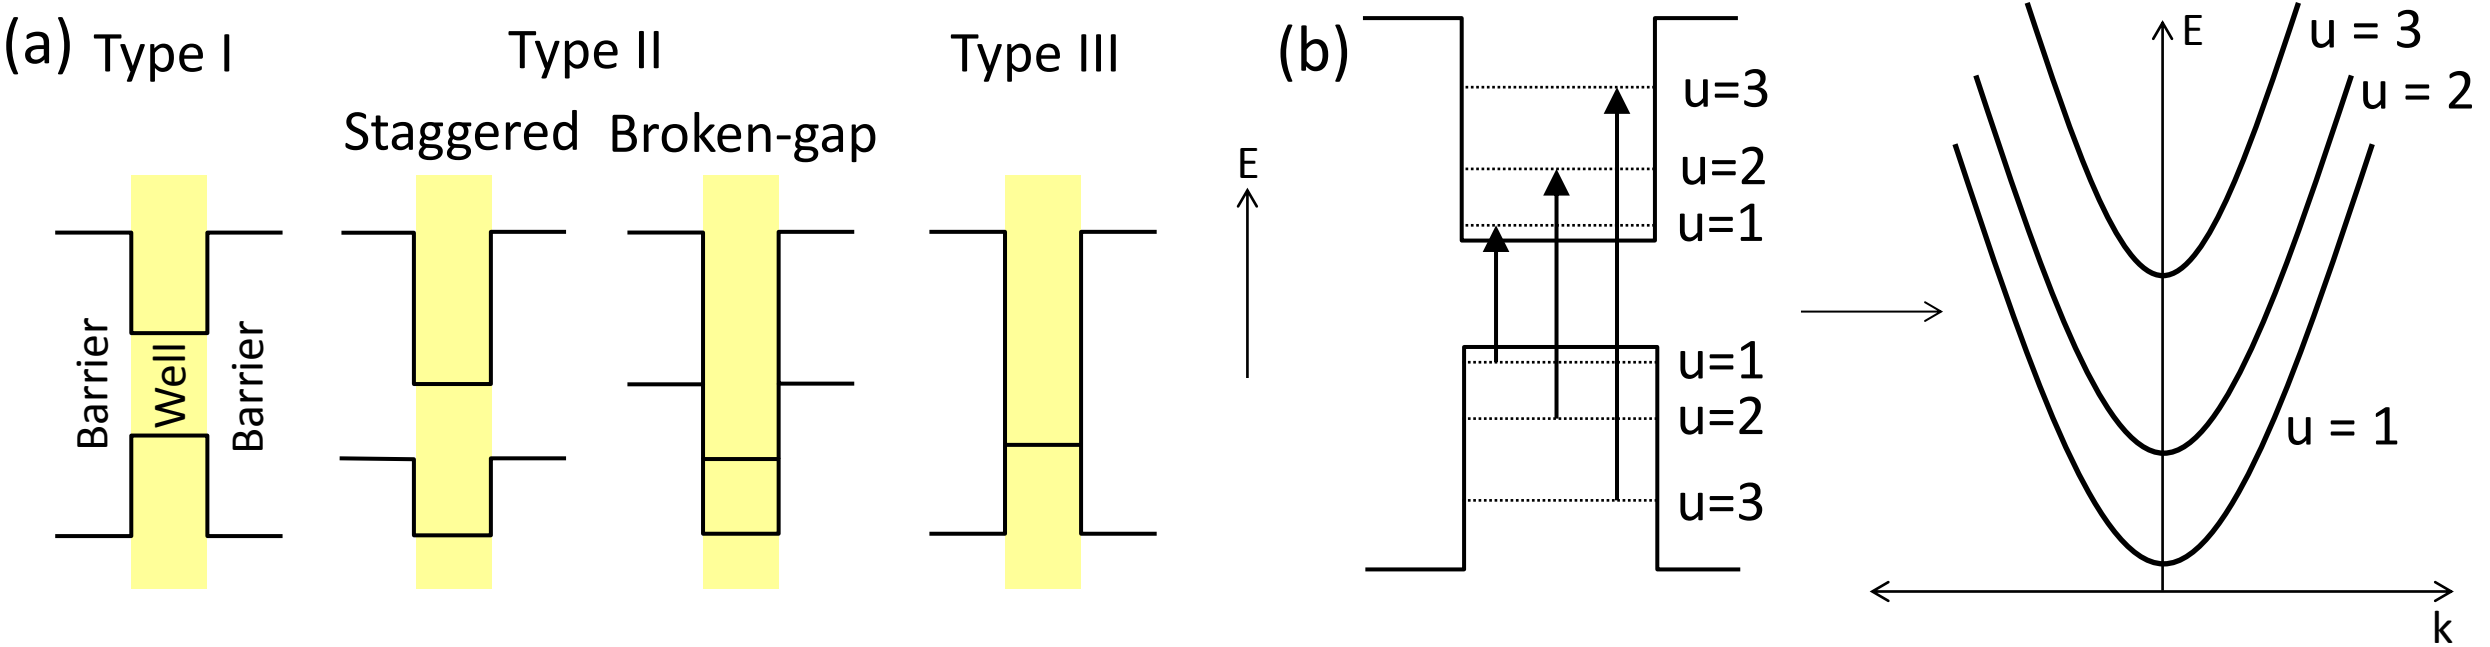 (a) Type I
Type II
Type III
Staggered
Broken-gap
Barrier
Well
Barrier
E
(b)
u=3
u=2
u=1
u=1
u=2
u=3
E
u = 3
u = 2
u = 1
k